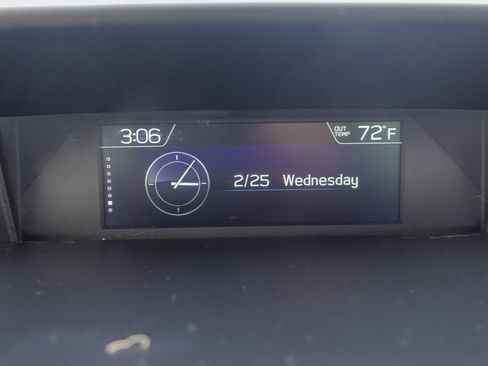 3:06
OUT TEMP 72°F
2/25 Wednesday